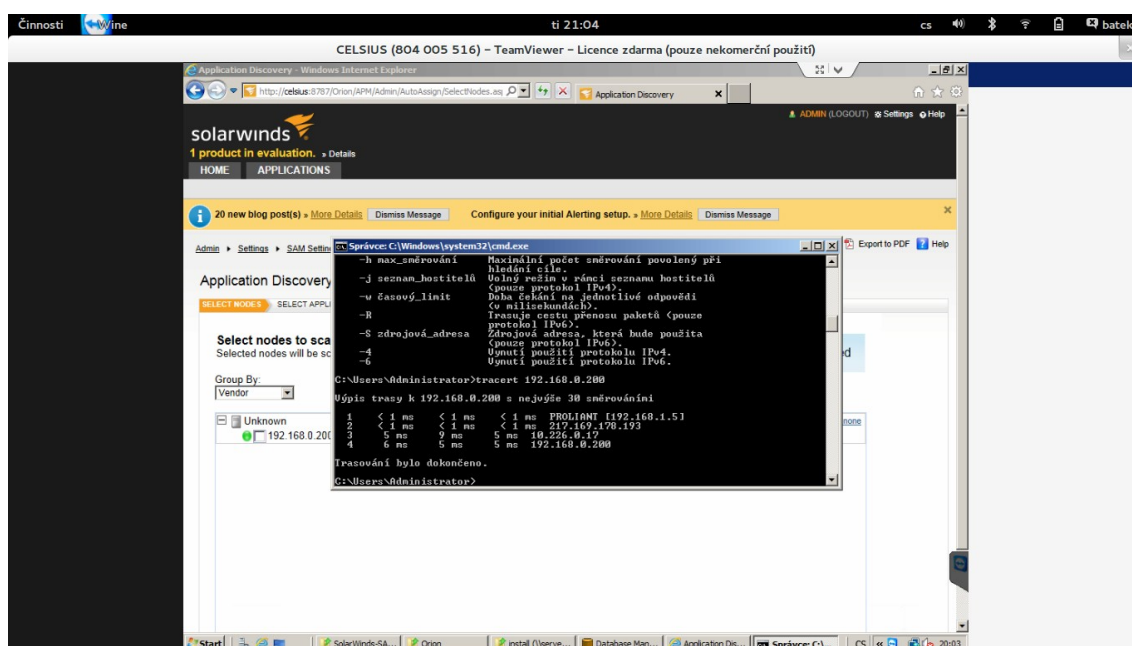 Činnosti Wine ti 21:04 cs batek
CELSIUS (804 005 516) – TeamViewer – Licence zdarma (pouze nekomerční použití)
Application Discovery - Windows Internet Explorer
http://celsius:8787/Orion/APM/Admin/AutoAssign/SelectNodes.as Application Discovery
ADMIN (LOGOUT) Settings Help
solarwinds
1 product in evaluation. » Details
HOME APPLICATIONS
20 new blog post(s) » More Details Dismiss Message Configure your initial Alerting setup. » More Details Dismiss Message
Admin Settings SAM Settin Export to PDF Help
Správce: C:\Windows\system32\cmd.exe
-h max_směrování Maximální počet směrování povolený při
hledání cíle.
-j seznam_hostitelů Volný režim v rámci seznamu hostitelů
(pouze protokol IPv4).
-w časový_limit Doba čekání na jednotlivé odpovědi
(v milisekundách).
-R Trasuje cestu přenosu paketů (pouze
protokol IPv6).
-S zdrojová_adresa Zdrojová adresa, která bude použita
(pouze protokol IPv6).
-4 Vynutí použití protokolu IPv4.
-6 Vynutí použití protokolu IPv6.
C:\Users\Administrator>tracert 192.168.0.200
Výpis trasy k 192.168.0.200 s nejvýše 30 směrováními
1 < 1 ms < 1 ms < 1 ms PROLIANT [192.168.1.5]
2 < 1 ms < 1 ms < 1 ms 217.169.178.193
3 5 ms 9 ms 5 ms 10.226.0.17
4 6 ms 5 ms 5 ms 192.168.0.200
Trasování bylo dokončeno.
C:\Users\Administrator>
Application Discovery
SELECT NODES SELECT APPLI
Select nodes to sca
Selected nodes will be sc ed
Group By:
Vendor
Unknown none
192.168.0.200
Start SolarWinds-SA... Orion install (\\serve... Database Man... Application Dis... Správce: C:\... CS 20:03